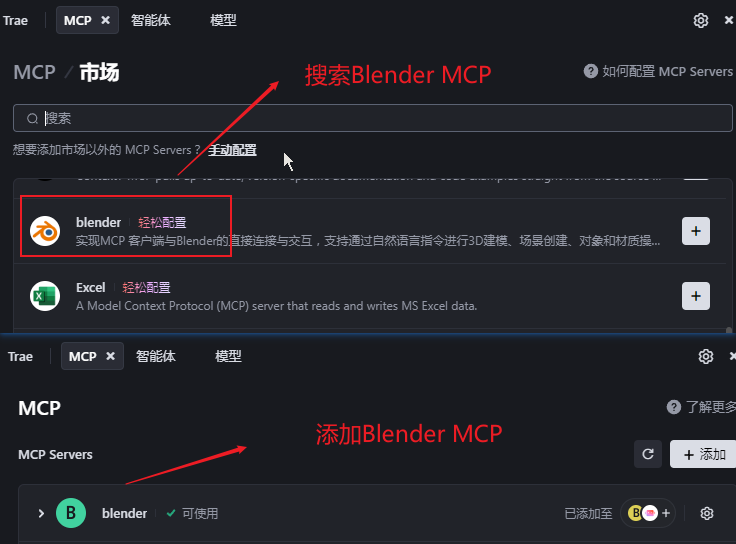 Trae MCP × 智能体 模型
MCP / 市场
搜索Blender MCP
如何配置 MCP Servers
搜索
想要添加市场以外的 MCP Servers ? 手动配置
blender 轻松配置
实现MCP 客户端与Blender的直接连接与交互，支持通过自然语言指令进行3D建模、场景创建、对象和材质操...
Excel 轻松配置
A Model Context Protocol (MCP) server that reads and writes MS Excel data.
Trae MCP × 智能体 模型
MCP
了解更多
添加Blender MCP
MCP Servers
+ 添加
B blender 可使用 已添加至 B +